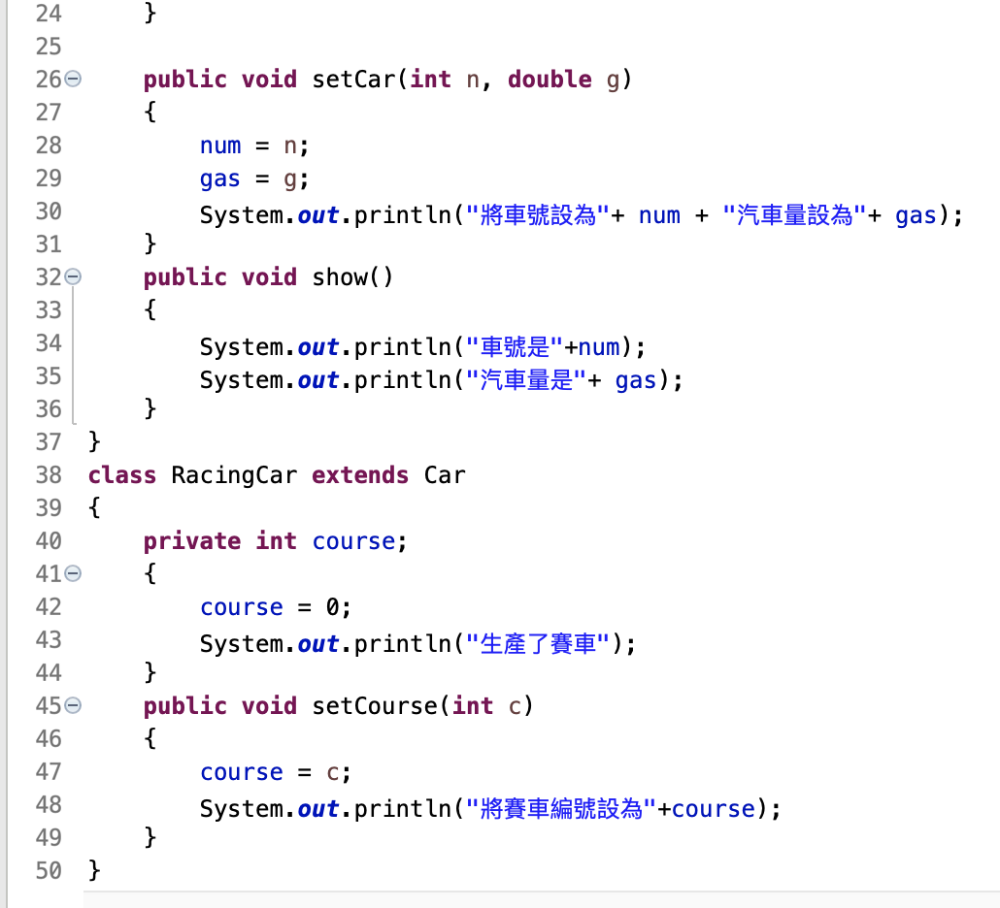 24     }
25
26     public void setCar(int n, double g)
27     {
28         num = n;
29         gas = g;
30         System.out.println("將車號設為"+ num + "汽車量設為"+ gas);
31     }
32     public void show()
33     {
34         System.out.println("車號是"+num);
35         System.out.println("汽車量是"+ gas);
36     }
37 }
38 class RacingCar extends Car
39 {
40     private int course;
41     {
42         course = 0;
43         System.out.println("生產了賽車");
44     }
45     public void setCourse(int c)
46     {
47         course = c;
48         System.out.println("將賽車編號設為"+course);
49     }
50 }